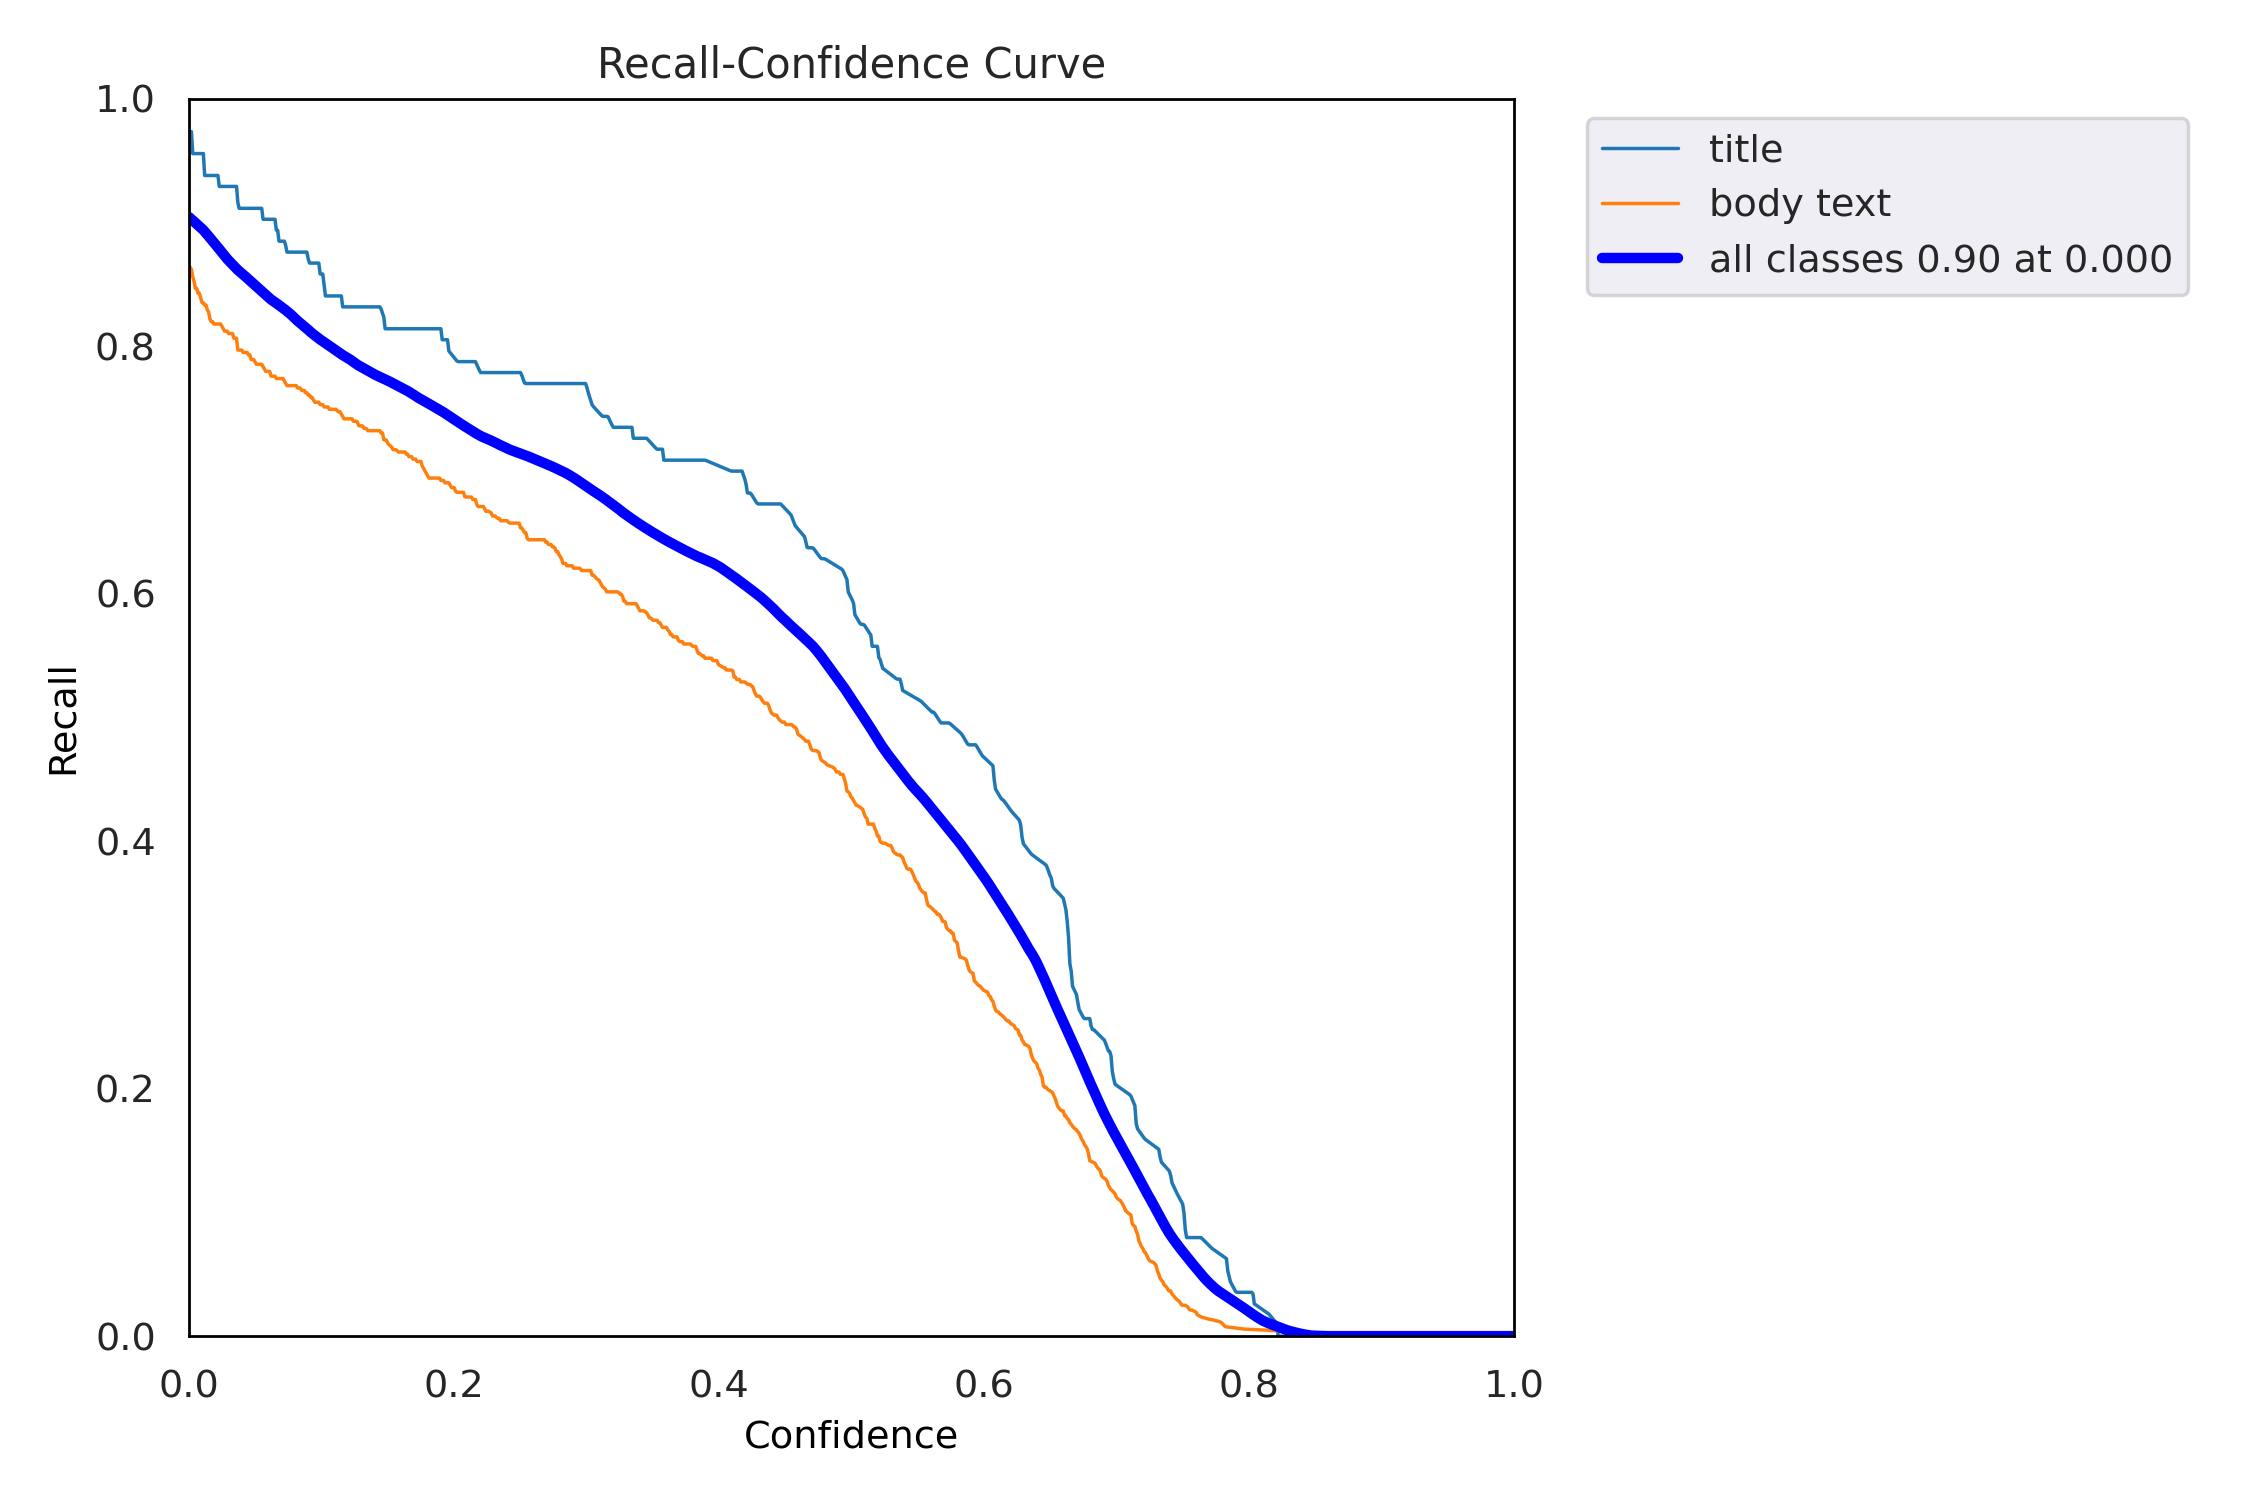 Recall-Confidence Curve
1.0
0.8
0.6
0.4
0.2
0.0
Recall
0.0 0.2 0.4 0.6 0.8 1.0
Confidence
title
body text
all classes 0.90 at 0.000